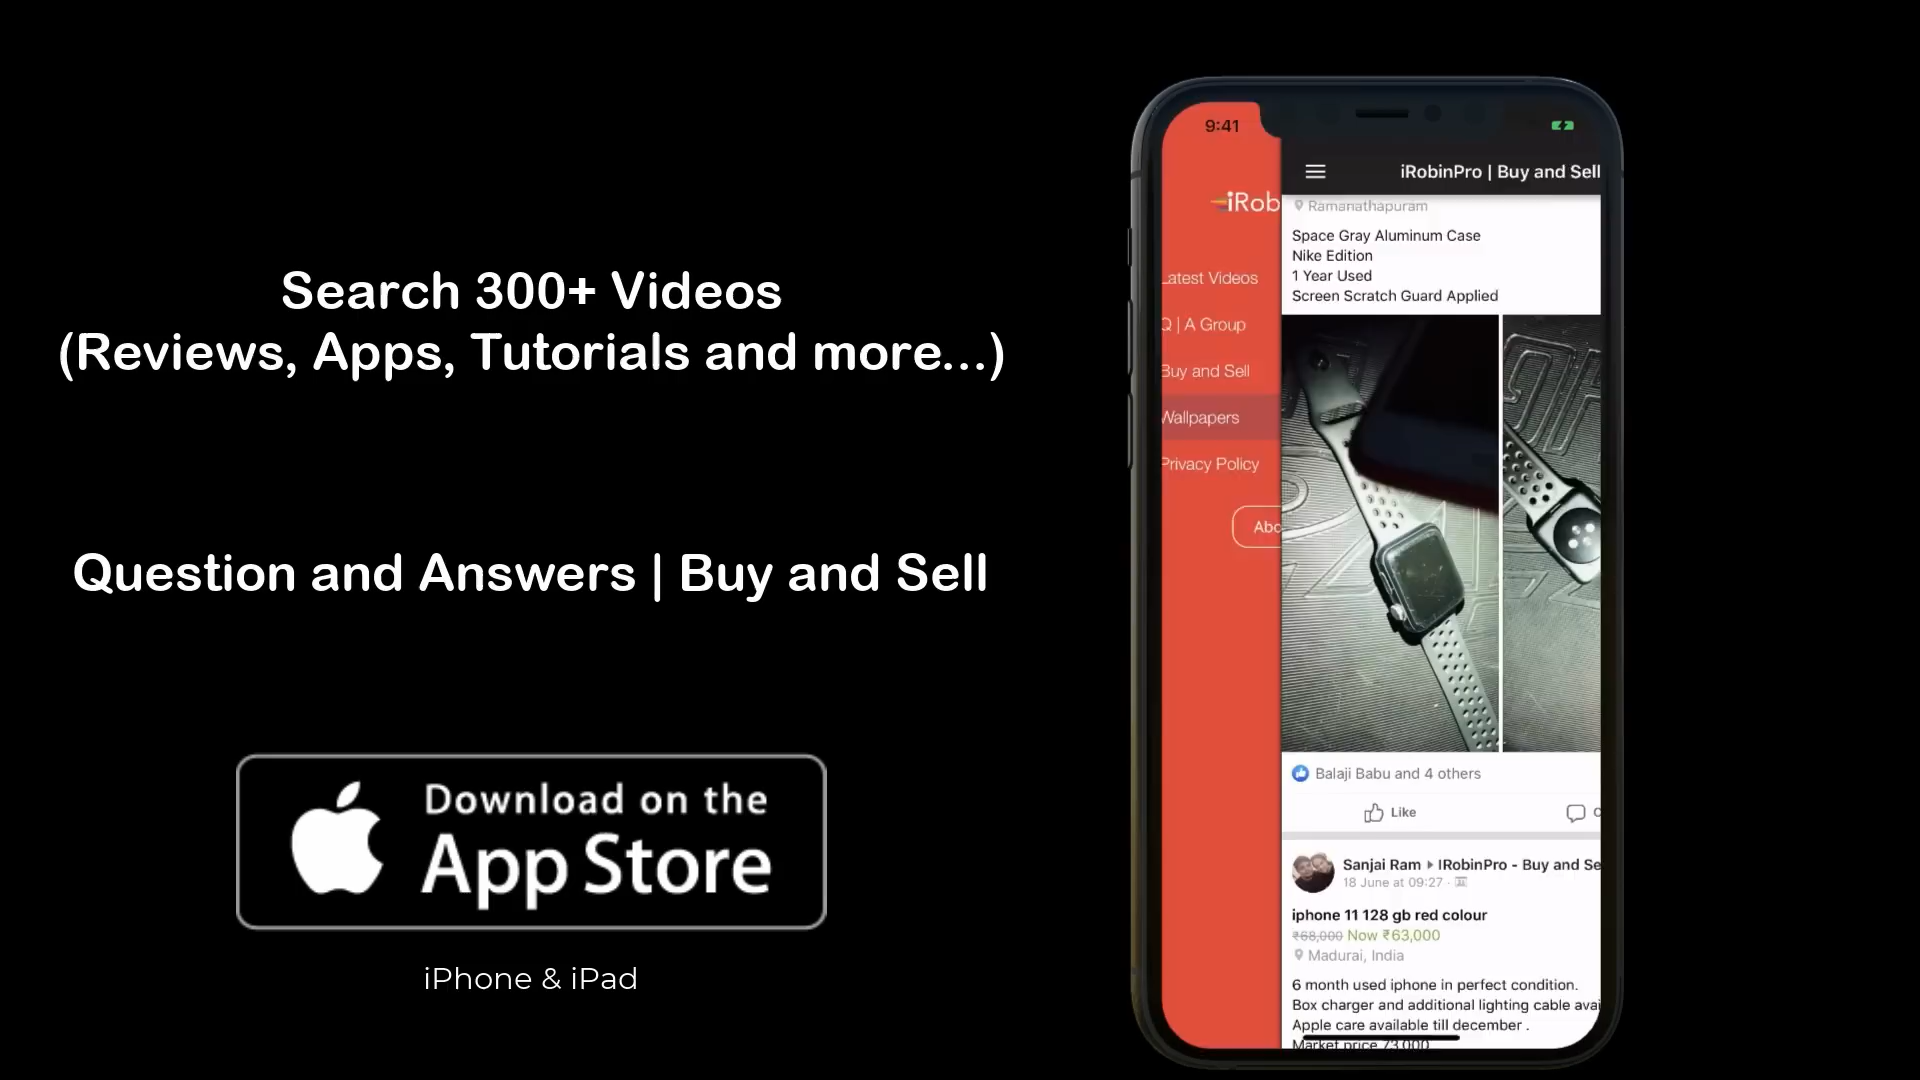 Search 300+ Videos
(Reviews, Apps, Tutorials and more...)
Question and Answers | Buy and Sell
Download on the
App Store
iPhone & iPad
9:41
iRob
Latest Videos
Q | A Group
Buy and Sell
Wallpapers
Privacy Policy
Abo
iRobinPro | Buy and Sell
Ramanathapuram
Space Gray Aluminum Case
Nike Edition
1 Year Used
Screen Scratch Guard Applied
Balaji Babu and 4 others
Like
C
Sanjai Ram ▸ IRobinPro - Buy and Se
18 June at 09:27 ·
iphone 11 128 gb red colour
₹68,000 Now ₹63,000
Madurai, India
6 month used iphone in perfect condition.
Box charger and additional lighting cable avai
Apple care available till december .
Market price 73,000